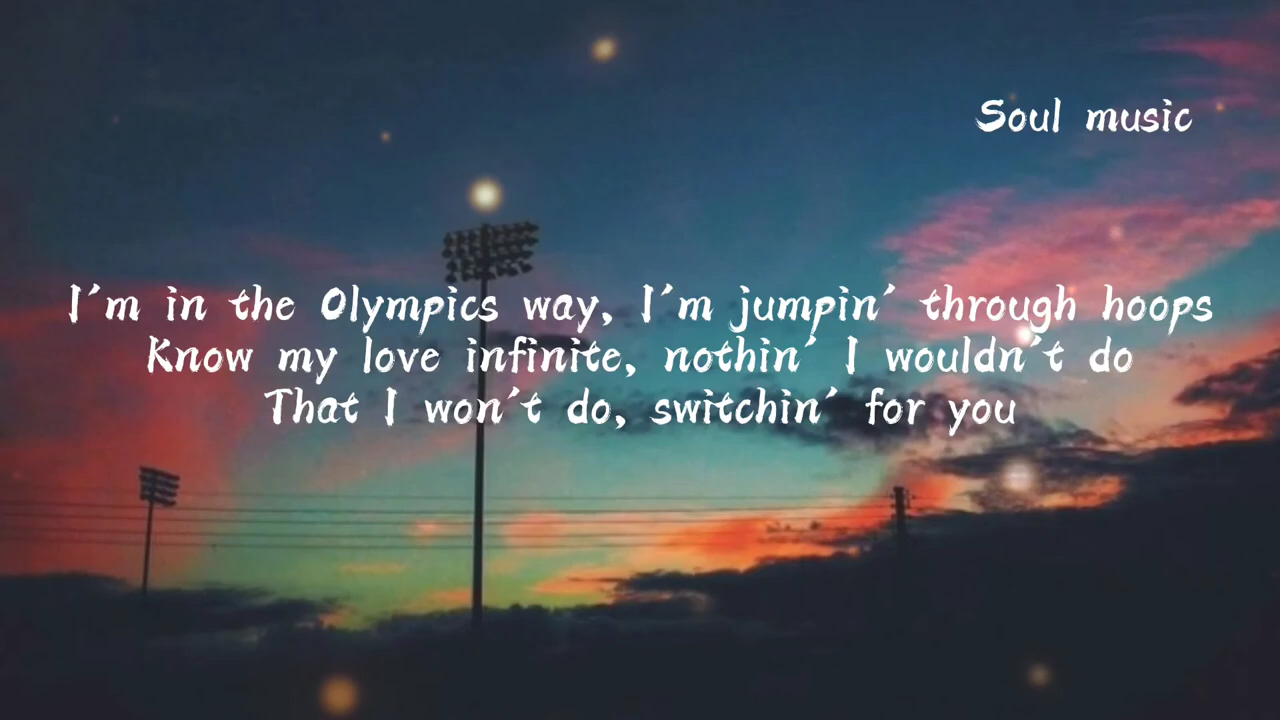 Soul music
I'm in the Olympics way, I'm jumpin' through hoops
Know my love infinite, nothin' I wouldn't do
That I won't do, switchin' for you